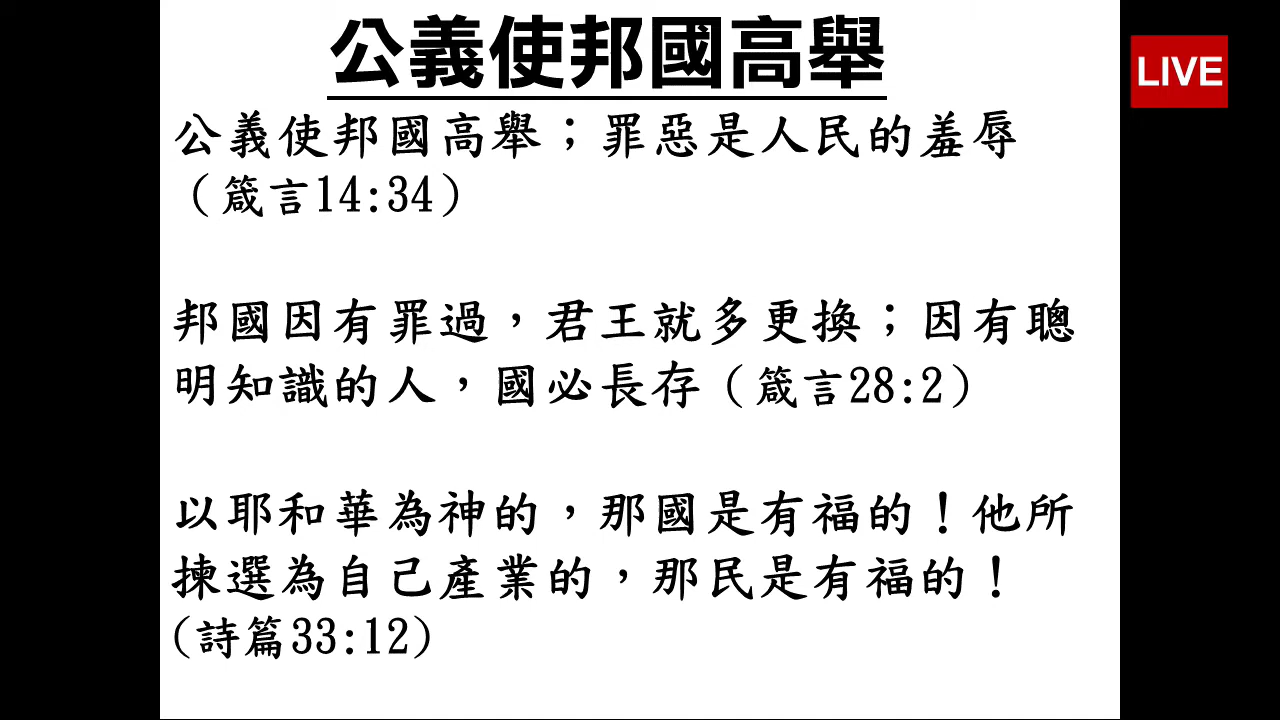 公義使邦國高舉
LIVE
公義使邦國高舉；罪惡是人民的羞辱
（箴言14:34）
邦國因有罪過，君王就多更換；因有聰
明知識的人，國必長存（箴言28:2）
以耶和華為神的，那國是有福的！他所
揀選為自己產業的，那民是有福的！
(詩篇33:12)